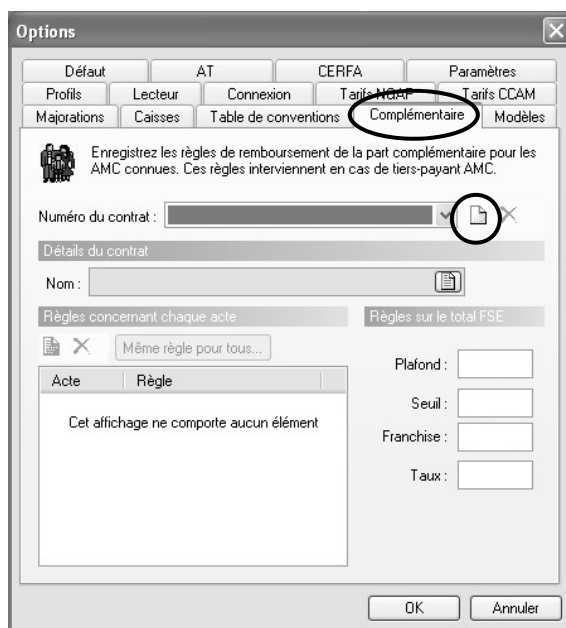 Options
Défaut AT CERFA Paramètres
Profils Lecteur Connexion Tarifs NGAP Tarifs CCAM
Majorations Caisses Table de conventions Complémentaire Modèles
Enregistrez les règles de remboursement de la part complémentaire pour les
AMC connues. Ces règles interviennent en cas de tiers-payant AMC.
Numéro du contrat :
Détails du contrat
Nom :
Règles concernant chaque acte Règles sur le total FSE
Même règle pour tous...
Plafond :
Acte Règle
Seuil :
Cet affichage ne comporte aucun élément
Franchise :
Taux :
OK Annuler